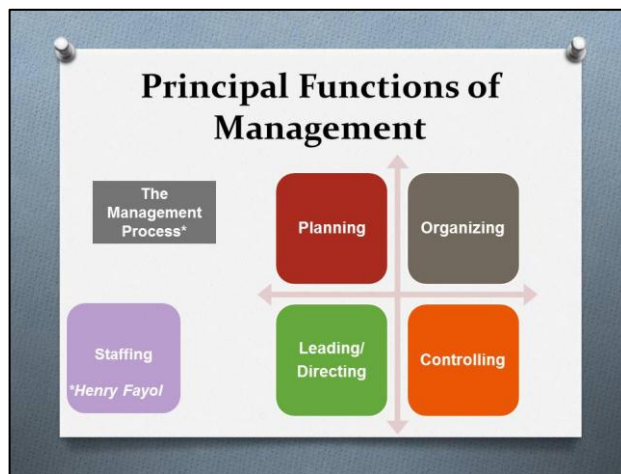 Principal Functions of
Management
The
Management
Process*
Planning
Organizing
Staffing
*Henry Fayol
Leading/
Directing
Controlling